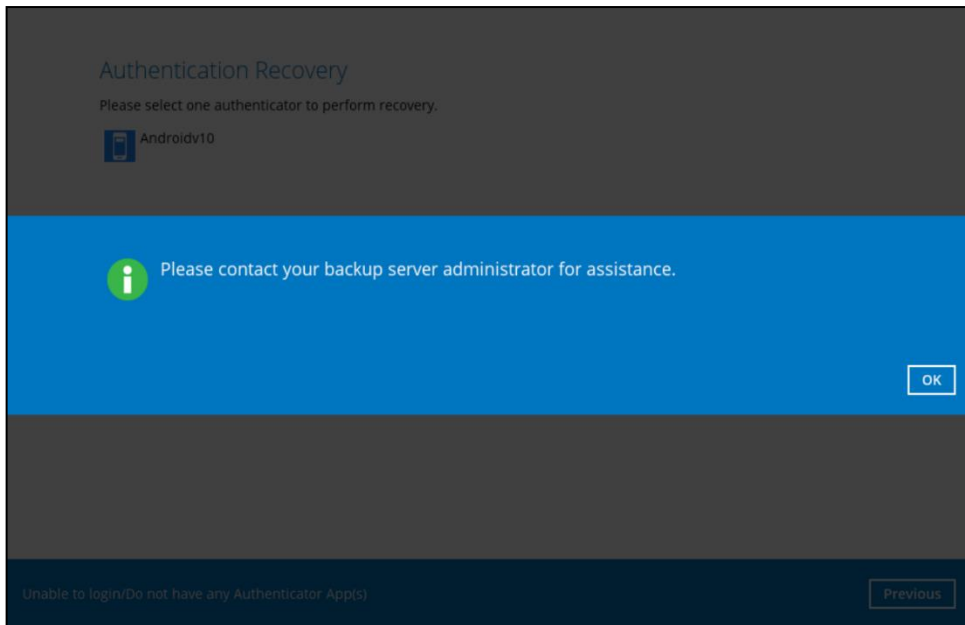 Authentication Recovery
Please select one authenticator to perform recovery.
Androidv10
Please contact your backup server administrator for assistance.
OK
Unable to login/Do not have any Authenticator App(s)
Previous